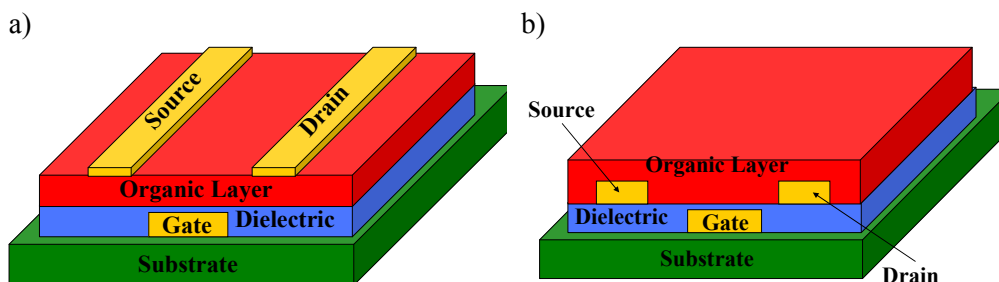 a)
Source
Drain
Organic Layer
Gate
Dielectric
Substrate
b)
Source
Organic Layer
Dielectric
Gate
Substrate
Drain